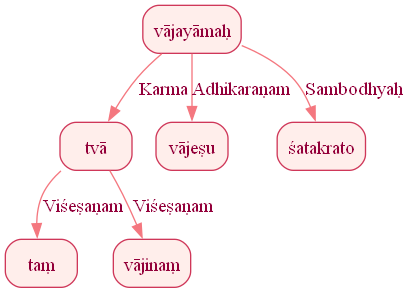 vājayāmaḥ
Karma Adhikaraṇam Sambodhyaḥ
tvā vājeṣu śatakrato
Viśeṣaṇam Viśeṣaṇam
taṃ vājinaṃ